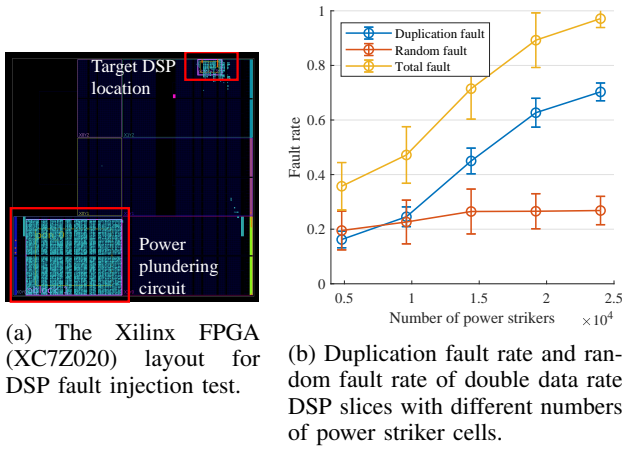 Target DSP
location
Power
plundering
circuit
(a) The Xilinx FPGA
(XC7Z020) layout for
DSP fault injection test.
1
0.8
0.6
0.4
0.2
0
Fault rate
Duplication fault
Random fault
Total fault
0.5
1
1.5
2
2.5
Number of power strikers
×10⁴
(b) Duplication fault rate and ran-
dom fault rate of double data rate
DSP slices with different numbers
of power striker cells.